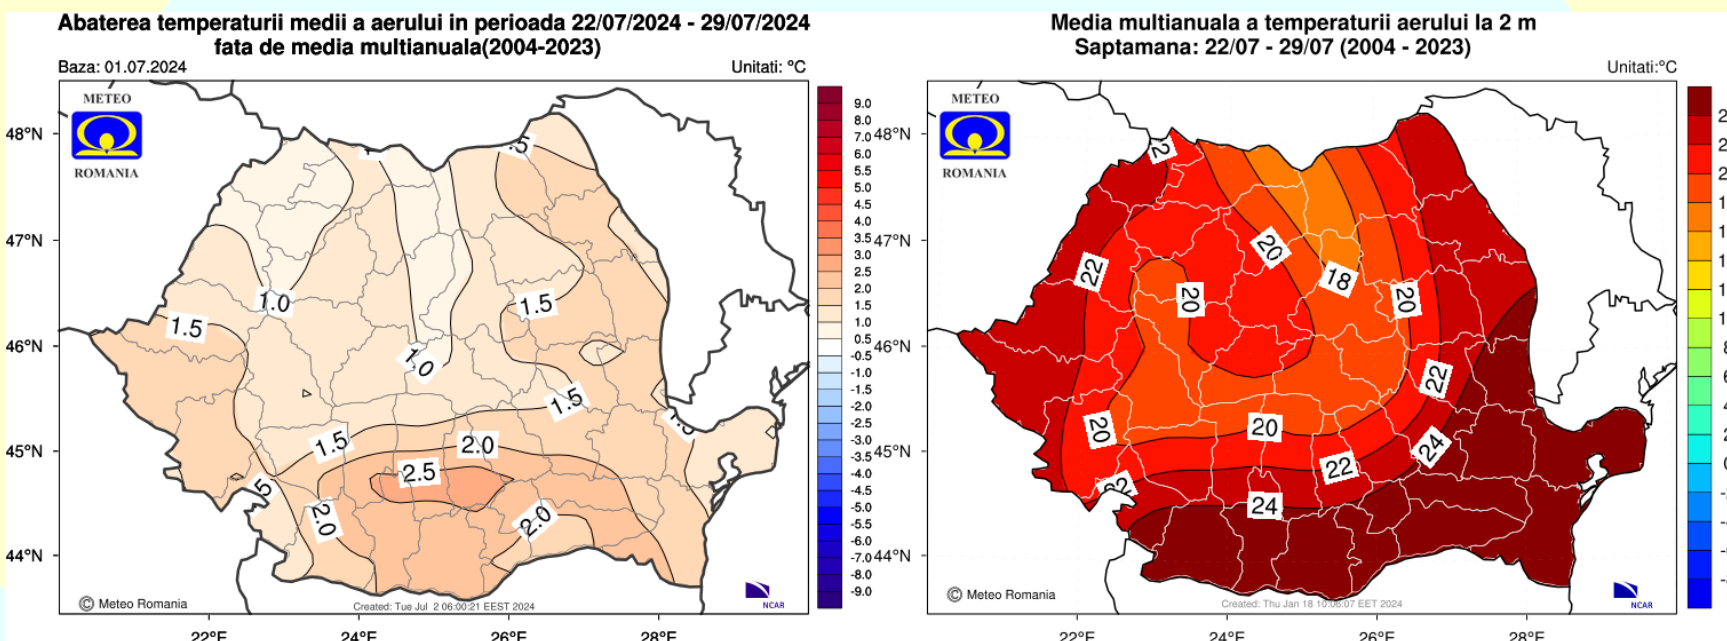 Abaterea temperaturii medii a aerului in perioada 22/07/2024 - 29/07/2024
fata de media multianuala(2004-2023)
Baza: 01.07.2024
Unitati: °C
METEO
ROMANIA
48°N
47°N
46°N
45°N
44°N
22°E
24°E
26°E
28°E
.5
1.0
1.5
1.5
1.0
1.5
1.5
2.0
2.5
2.0
2.0
9.0
8.0
7.0
6.0
5.5
5.0
4.5
4.0
3.5
3.0
2.5
2.0
1.5
1.0
0.5
-0.5
-1.0
-1.5
-2.0
-2.5
-3.0
-3.5
-4.0
-4.5
-5.0
-5.5
-6.0
-7.0
-8.0
-9.0
© Meteo Romania
Created: Tue Jul 2 06:00:21 EEST 2024
NCAR
Media multianuala a temperaturii aerului la 2 m
Saptamana: 22/07 - 29/07 (2004 - 2023)
Unitati:°C
METEO
ROMANIA
48°N
47°N
46°N
45°N
44°N
22°E
24°E
26°E
28°E
22
20
18
20
20
22
20
20
22
24
24
© Meteo Romania
Created: Thu Jan 18 10:06:07 EET 2024
NCAR